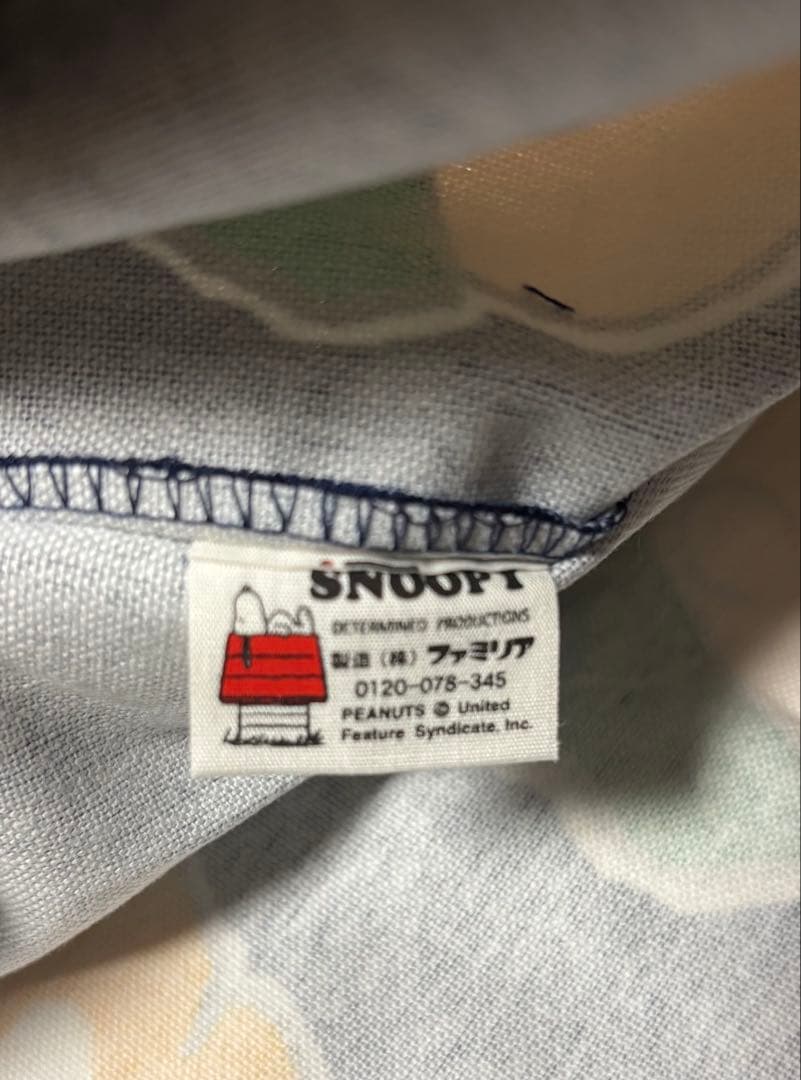 SNOOPY
DETERMINED PRODUCTIONS
製造（株）ファミリア
0120-078-345
PEANUTS © United
Feature Syndicate, Inc.